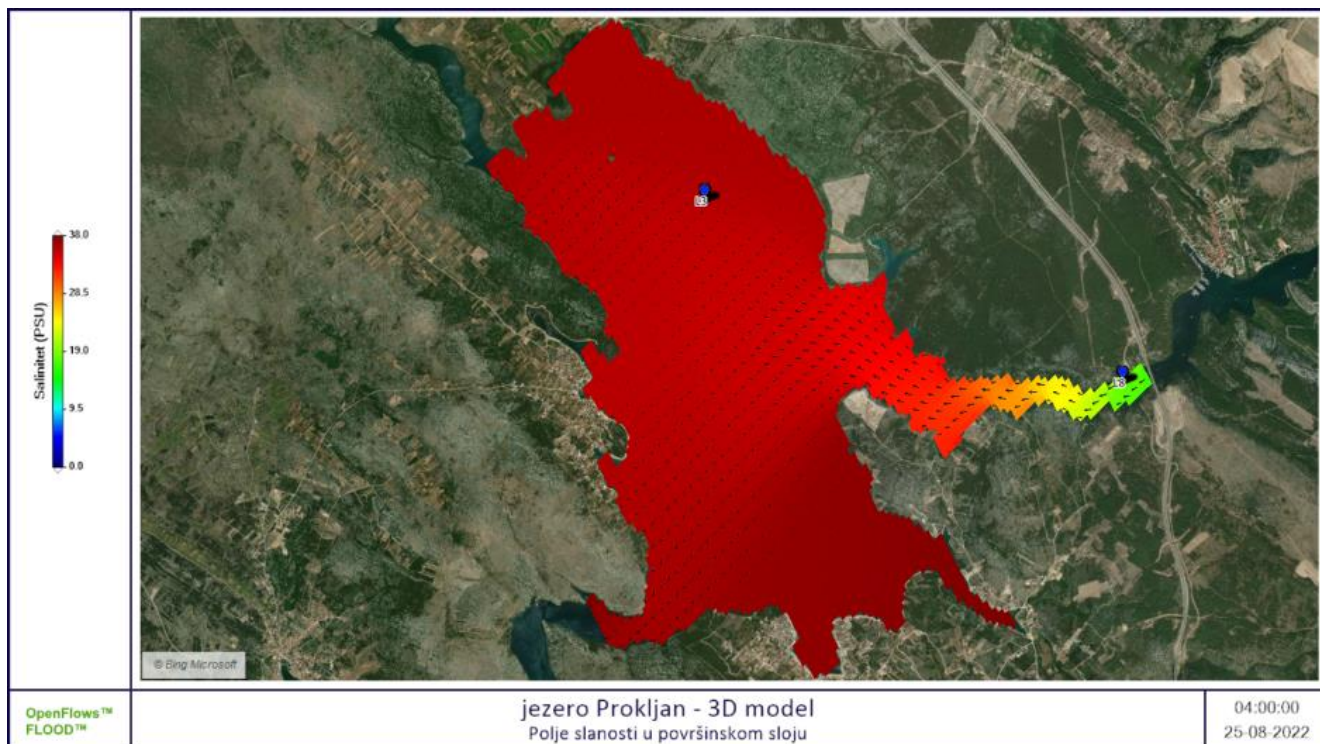 Salinitet (PSU)
38.0
28.5
19.0
9.5
0.0
© Bing Microsoft
OpenFlows™
FLOOD™
jezero Prokljan - 3D model
Polje slanosti u površinskom sloju
04:00:00
25-08-2022